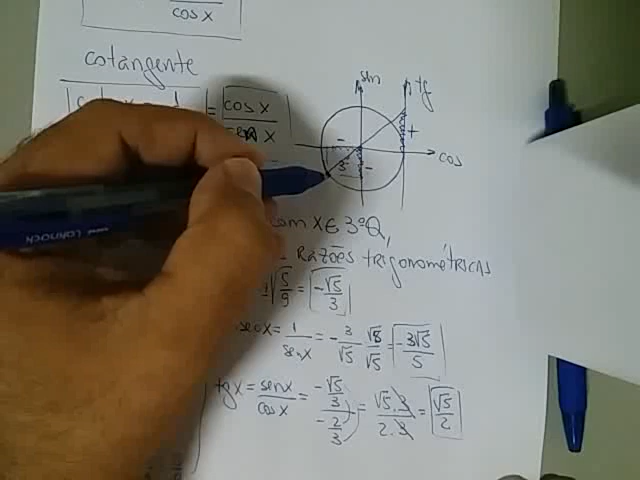 cos x
cotangente
= cos x
sen x
sen
tg
+
cos
-
3º
-
com x ∈ 3ºQ,
Razões trigonométricas
√5/9 = -√5/3
sec x = 1/sen x = -3/√5 √5/√5 = -3√5/5
tg x = sen x/cos x = (-√5/3)/(-2/3) = √5.3/2.3 = √5/2